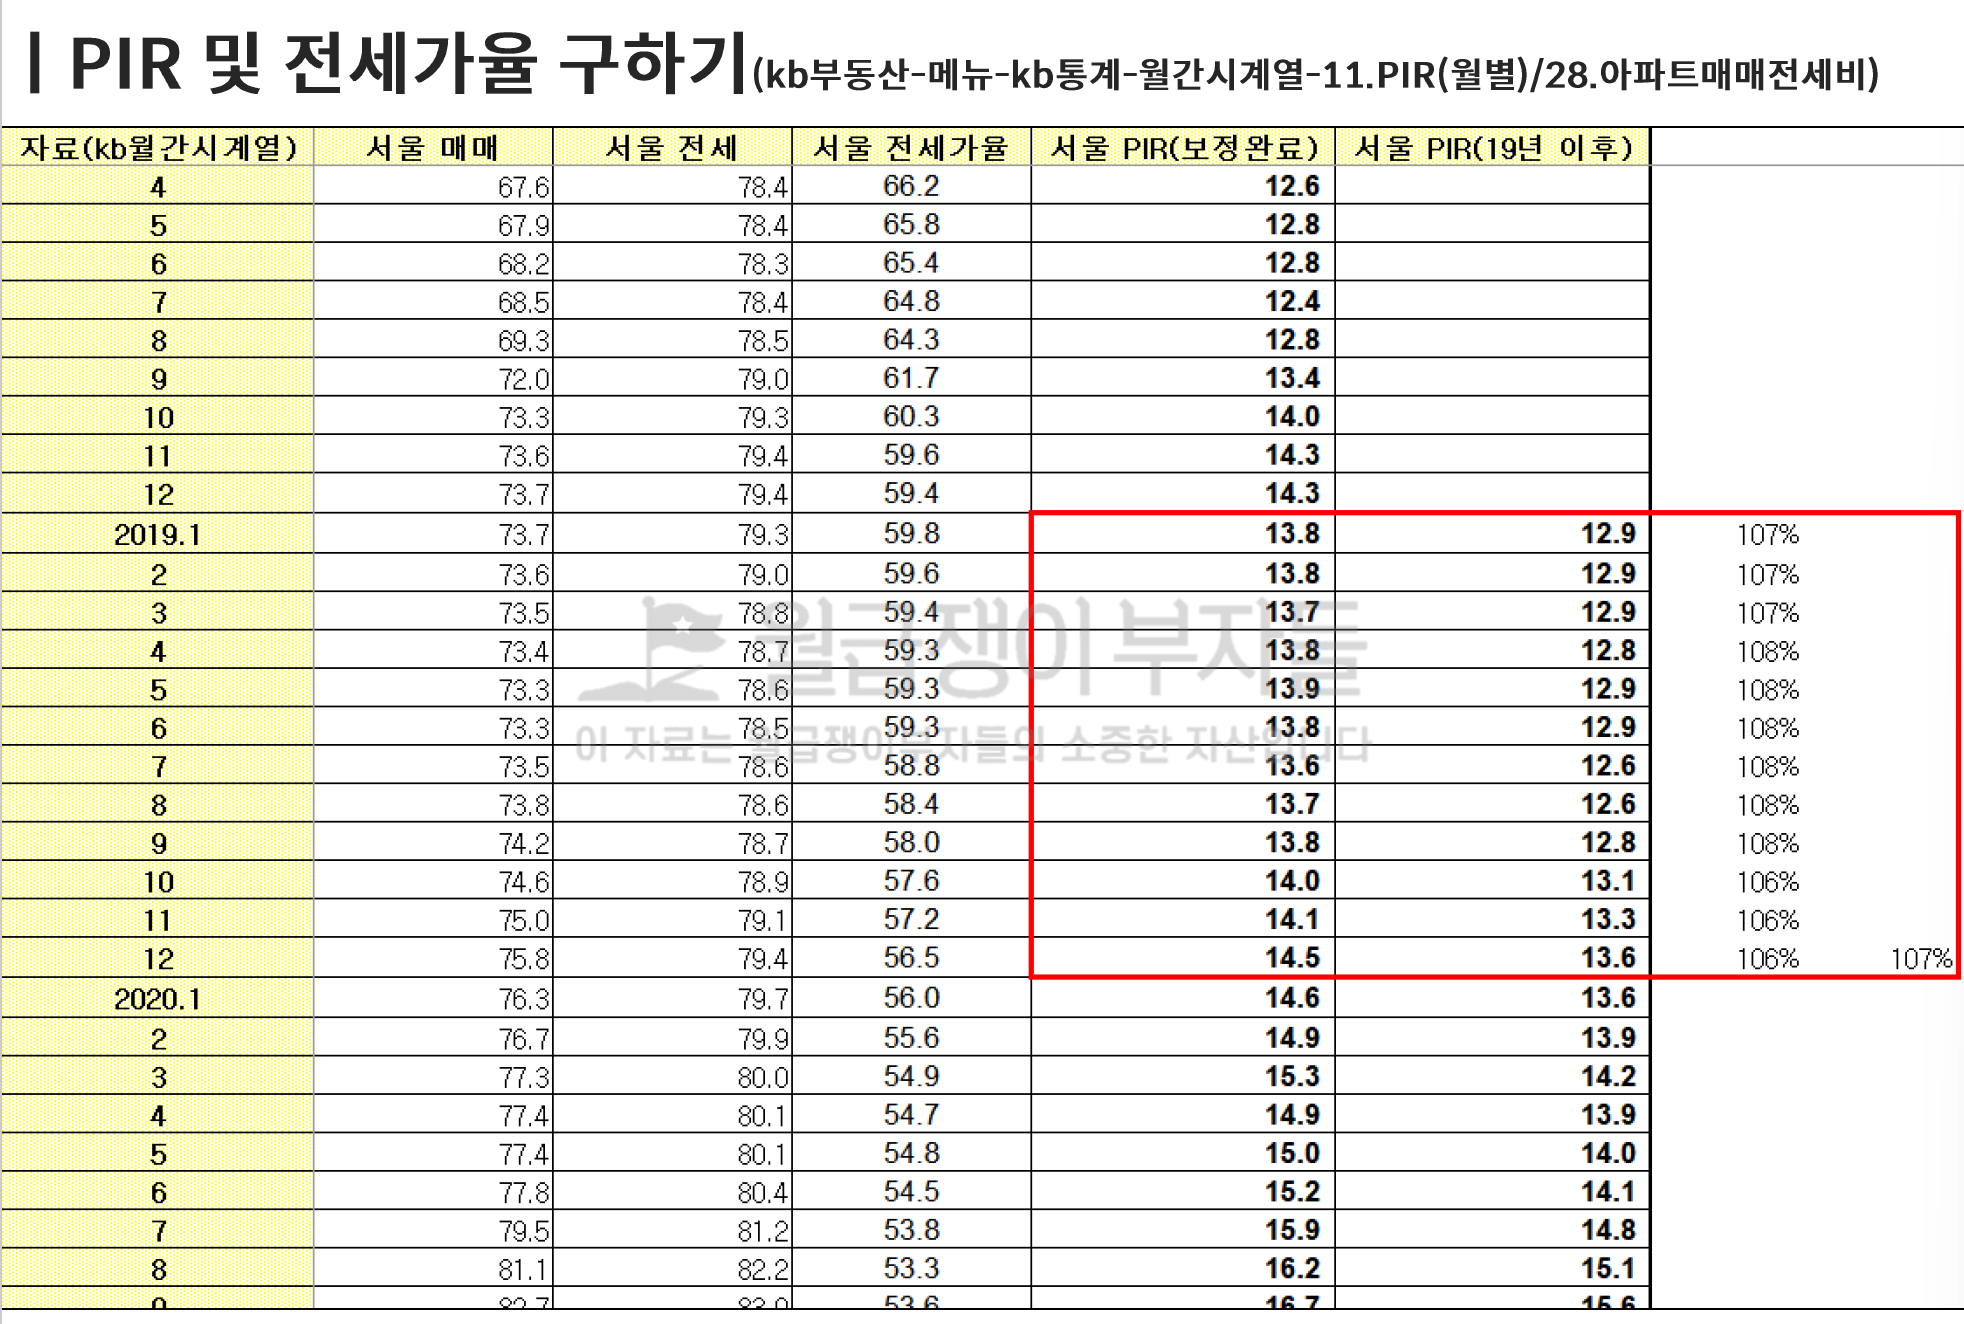 | PIR 및 전세가율 구하기(kb부동산-메뉴-kb통계-월간시계열-11.PIR(월별)/28.아파트매매전세비)
자료(kb월간시계열) 서울 매매 서울 전세 서울 전세가율 서울 PIR(보정완료) 서울 PIR(19년 이후)
4 67.6 78.4 66.2 12.6
5 67.9 78.4 65.8 12.8
6 68.2 78.3 65.4 12.8
7 68.5 78.4 64.8 12.4
8 69.3 78.5 64.3 12.8
9 72.0 79.0 61.7 13.4
10 73.3 79.3 60.3 14.0
11 73.6 79.4 59.6 14.3
12 73.7 79.4 59.4 14.3
2019.1 73.7 79.3 59.8 13.8 12.9 107%
2 73.6 79.0 59.6 13.8 12.9 107%
3 73.5 78.8 59.4 13.7 12.9 107%
4 73.4 78.7 59.3 13.8 12.8 108%
5 73.3 78.6 59.3 13.9 12.9 108%
6 73.3 78.5 59.3 13.8 12.9 108%
7 73.5 78.6 58.8 13.6 12.6 108%
8 73.8 78.6 58.4 13.7 12.6 108%
9 74.2 78.7 58.0 13.8 12.8 108%
10 74.6 78.9 57.6 14.0 13.1 106%
11 75.0 79.1 57.2 14.1 13.3 106%
12 75.8 79.4 56.5 14.5 13.6 106% 107%
2020.1 76.3 79.7 56.0 14.6 13.6
2 76.7 79.9 55.6 14.9 13.9
3 77.3 80.0 54.9 15.3 14.2
4 77.4 80.1 54.7 14.9 13.9
5 77.4 80.1 54.8 15.0 14.0
6 77.8 80.4 54.5 15.2 14.1
7 79.5 81.2 53.8 15.9 14.8
8 81.1 82.2 53.3 16.2 15.1
9 82.7 83.0 53.6 16.7 15.6
월급쟁이부자들
이 자료는 월급쟁이부자들의 소중한 자산입니다